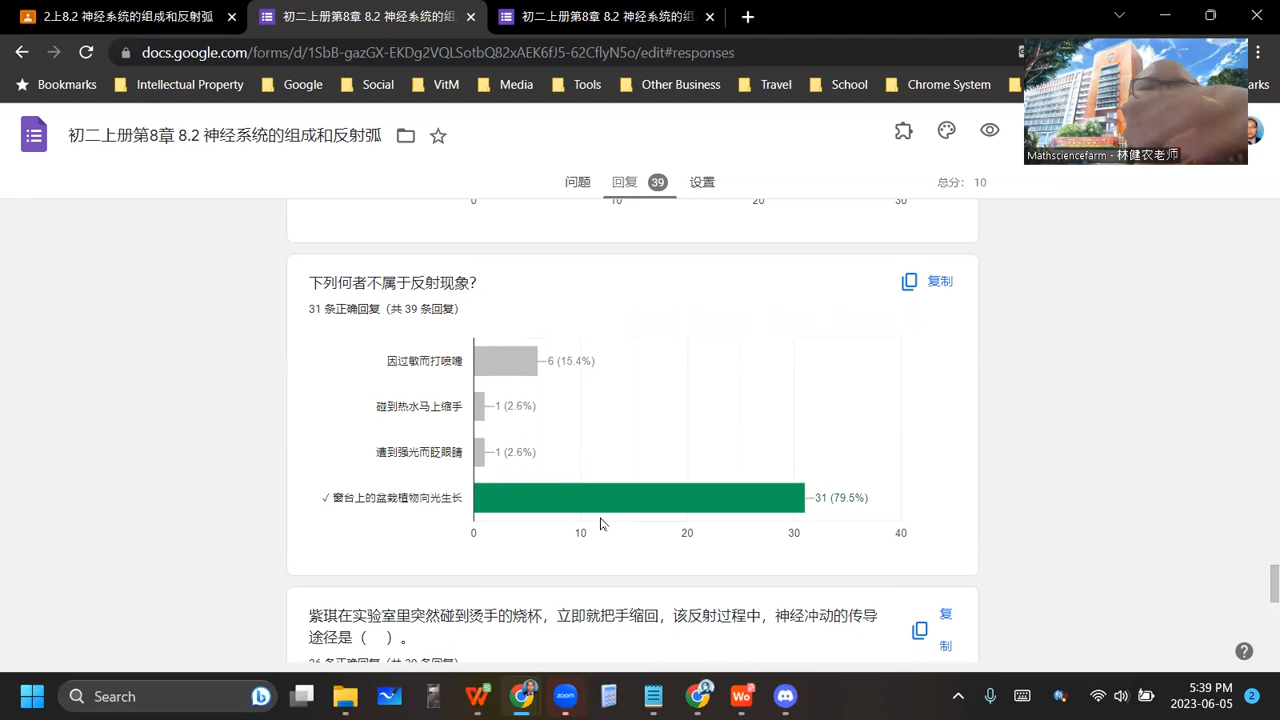 2上8.2 神经系统的组成和反射弧
初二上册第8章 8.2 神经系统的组
初二上册第8章 8.2 神经系统的组
Bookmarks
Intellectual Property
Google
VitM
Media
Tools
Other Business
Travel
School
Chrome System
初二上册第8章 8.2 神经系统的组成和反射弧
Mathsciencefarm - 林健农老师
问题
回复 39
设置
总分： 10
0 10 20 30
下列何者不属于反射现象？
复制
31 条正确回复（共 39 条回复）
因过敏而打喷嚏
6 (15.4%)
碰到热水马上缩手
1 (2.6%)
遭到强光而眨眼睛
1 (2.6%)
✓ 窗台上的盆栽植物向光生长
31 (79.5%)
0 10 20 30 40
紫琪在实验室里突然碰到烫手的烧杯，立即就把手缩回，该反射过程中，神经冲动的传导
途径是（ ）。
复
制
Search
5:39 PM
2023-06-05
2